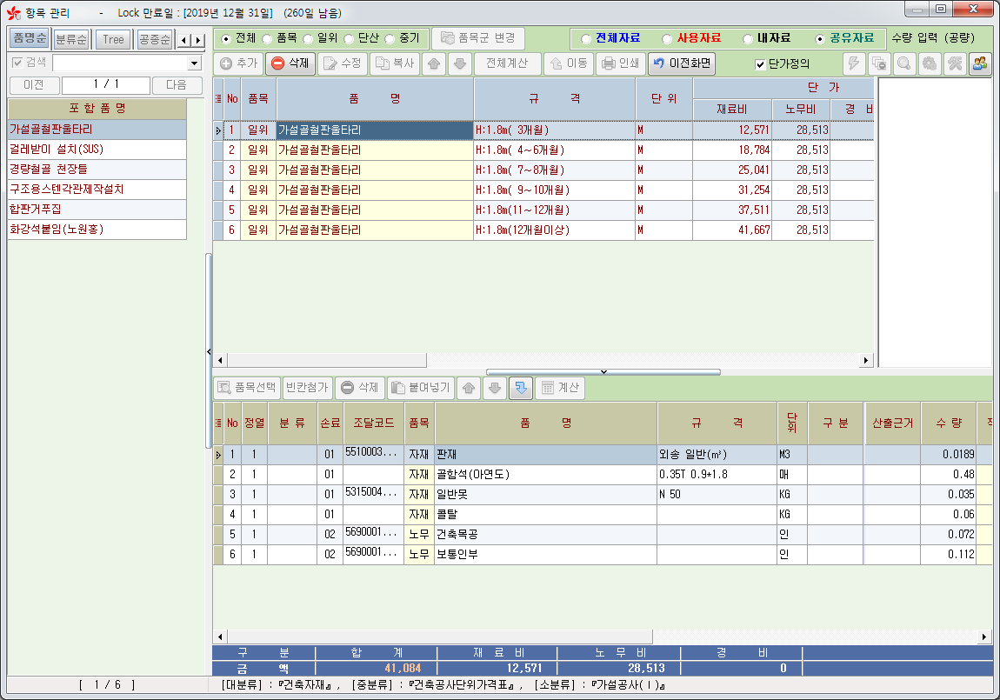 항목 관리 - Lock 만료일 : [2019년 12월 31일] (260일 남음)
품명순 분류순 Tree 공종순
전체 품목 일위 단산 중기 품목군 변경 전체자료 사용자료 내자료 공유자료 수량 입력 (공량)
검색
추가 삭제 수정 복사 전체계산 이동 인쇄 이전화면 단가정의
이전 1 / 1 다음
포 함 품 명
가설골철판울타리
걸레받이 설치(SUS)
경량철골 천장틀
구조용스텐각관제작설치
합판거푸집
화강석붙임(노원홍)
No 품목 품 명 규 격 단 위 단 가
재료비 노무비 경 비
1 일위 가설골철판울타리 H:1.8m( 3개월) M 12,571 28,513
2 일위 가설골철판울타리 H:1.8m( 4~6개월) M 18,784 28,513
3 일위 가설골철판울타리 H:1.8m( 7~8개월) M 25,041 28,513
4 일위 가설골철판울타리 H:1.8m( 9~10개월) M 31,254 28,513
5 일위 가설골철판울타리 H:1.8m(11~12개월) M 37,511 28,513
6 일위 가설골철판울타리 H:1.8m(12개월이상) M 41,667 28,513
품목선택 빈칸첨가 삭제 붙여넣기 계산
No 정열 분 류 손료 조달코드 품목 품 명 규 격 단위 구 분 산출근거 수 량
1 1 01 5510003... 자재 판재 외송 일반(㎥) M3 0.0189
2 1 01 자재 골함석(아연도) 0.35T 0.9*1.8 매 0.48
3 1 01 5315004... 자재 일반못 N 50 KG 0.035
4 1 01 자재 콜탈 KG 0.06
5 1 02 5690001... 노무 건축목공 인 0.072
6 1 02 5690001... 노무 보통인부 인 0.112
구 분 합 계 재 료 비 노 무 비 경 비
금 액 41,084 12,571 28,513 0
[ 1 / 6 ] [대분류] : 『건축자재』, [중분류] : 『건축공사단위가격표』, [소분류] : 『가설공사(Ⅰ)』